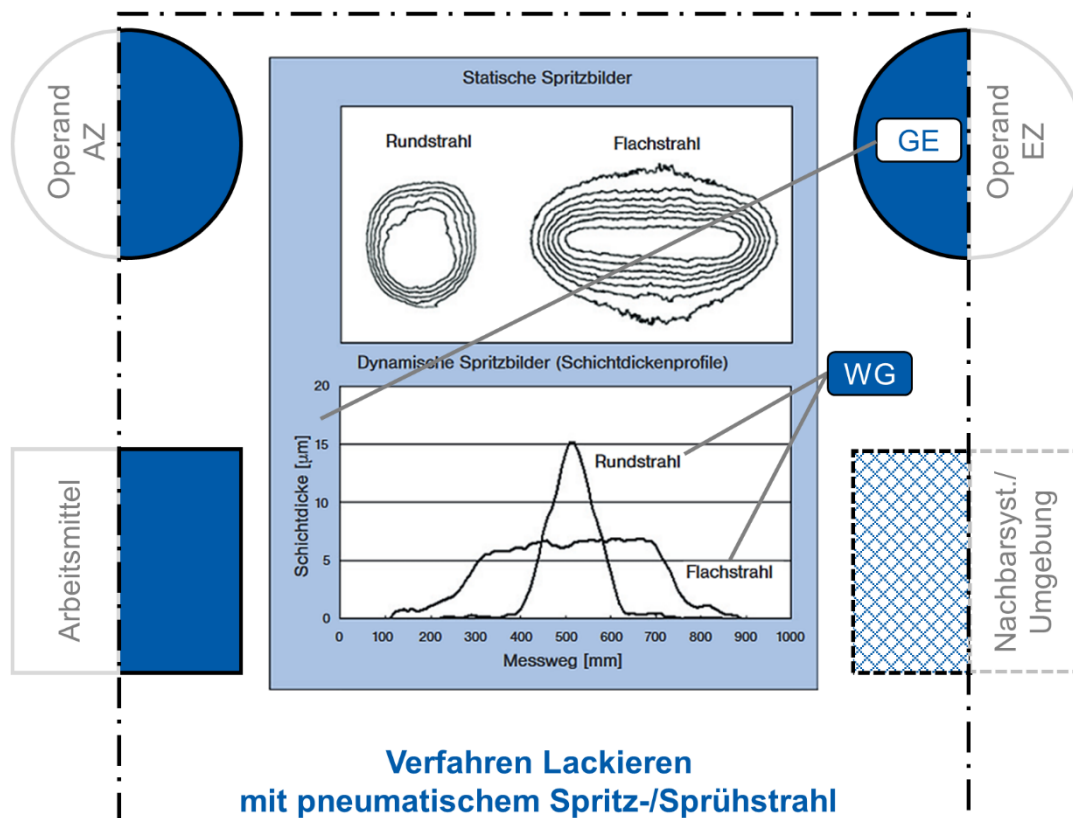 Operand
AZ
Statische Spritzbilder
Rundstrahl
Flachstrahl
GE
Operand
EZ
Dynamische Spritzbilder (Schichtdickenprofile)
WG
20
15
10
5
0
Schichtdicke [µm]
Rundstrahl
Flachstrahl
0
100
200
300
400
500
600
700
800
900
1000
Messweg [mm]
Arbeitsmittel
Nachbarsyst./
Umgebung
Verfahren Lackieren
mit pneumatischem Spritz-/Sprühstrahl